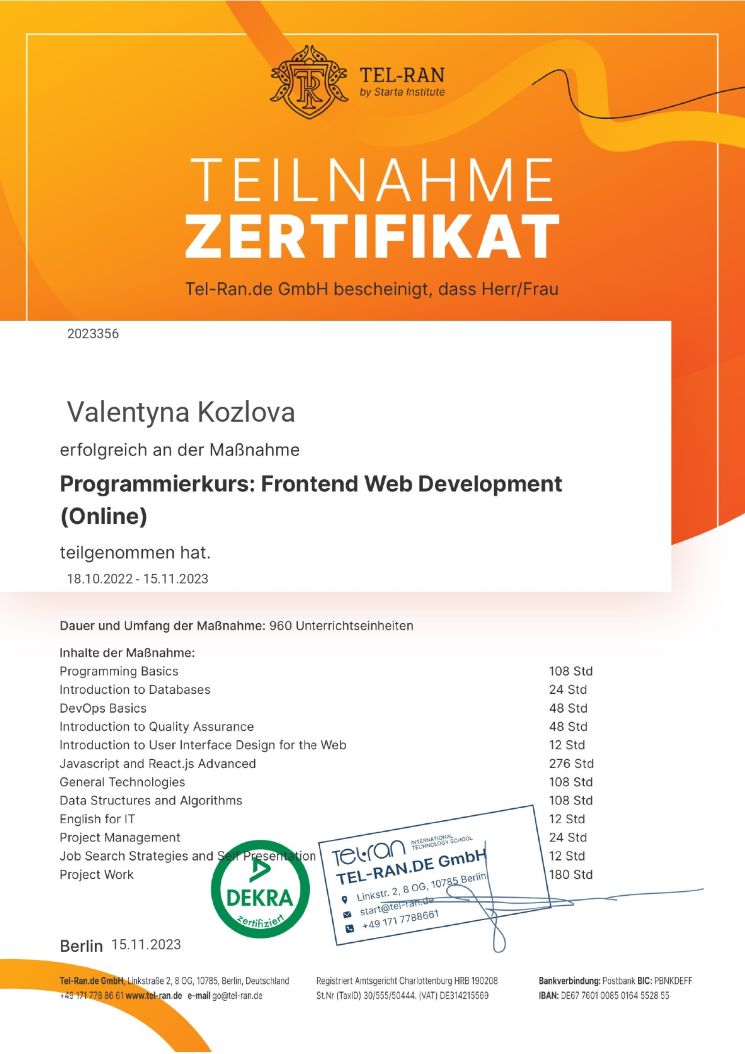 TEL-RAN
by Starta Institute
TEILNAHME
ZERTIFIKAT
Tel-Ran.de GmbH bescheinigt, dass Herr/Frau
2023356
Valentyna Kozlova
erfolgreich an der Maßnahme
Programmierkurs: Frontend Web Development
(Online)
teilgenommen hat.
18.10.2022 - 15.11.2023
Dauer und Umfang der Maßnahme: 960 Unterrichtseinheiten
Inhalte der Maßnahme:
Programming Basics 108 Std
Introduction to Databases 24 Std
DevOps Basics 48 Std
Introduction to Quality Assurance 48 Std
Introduction to User Interface Design for the Web 12 Std
Javascript and React.js Advanced 276 Std
General Technologies 108 Std
Data Structures and Algorithms 108 Std
English for IT 12 Std
Project Management 24 Std
Job Search Strategies and Self Presentation 12 Std
Project Work 180 Std
DEKRA
zertifiziert
Tel-ran INTERNATIONAL
TECHNOLOGY SCHOOL
TEL-RAN.DE GmbH
Linkstr. 2, 8 OG, 10785 Berlin
start@tel-ran.de
+49 171 7788661
Berlin 15.11.2023
Tel-Ran.de GmbH, Linkstraße 2, 8 OG, 10785, Berlin, Deutschland
+49 171 778 86 61 www.tel-ran.de e-mail go@tel-ran.de
Registriert Amtsgericht Charlottenburg HRB 190208
St.Nr (TaxID) 30/555/50444. (VAT) DE314215569
Bankverbindung: Postbank BIC: PBNKDEFF
IBAN: DE67 7601 0085 0164 5528 55